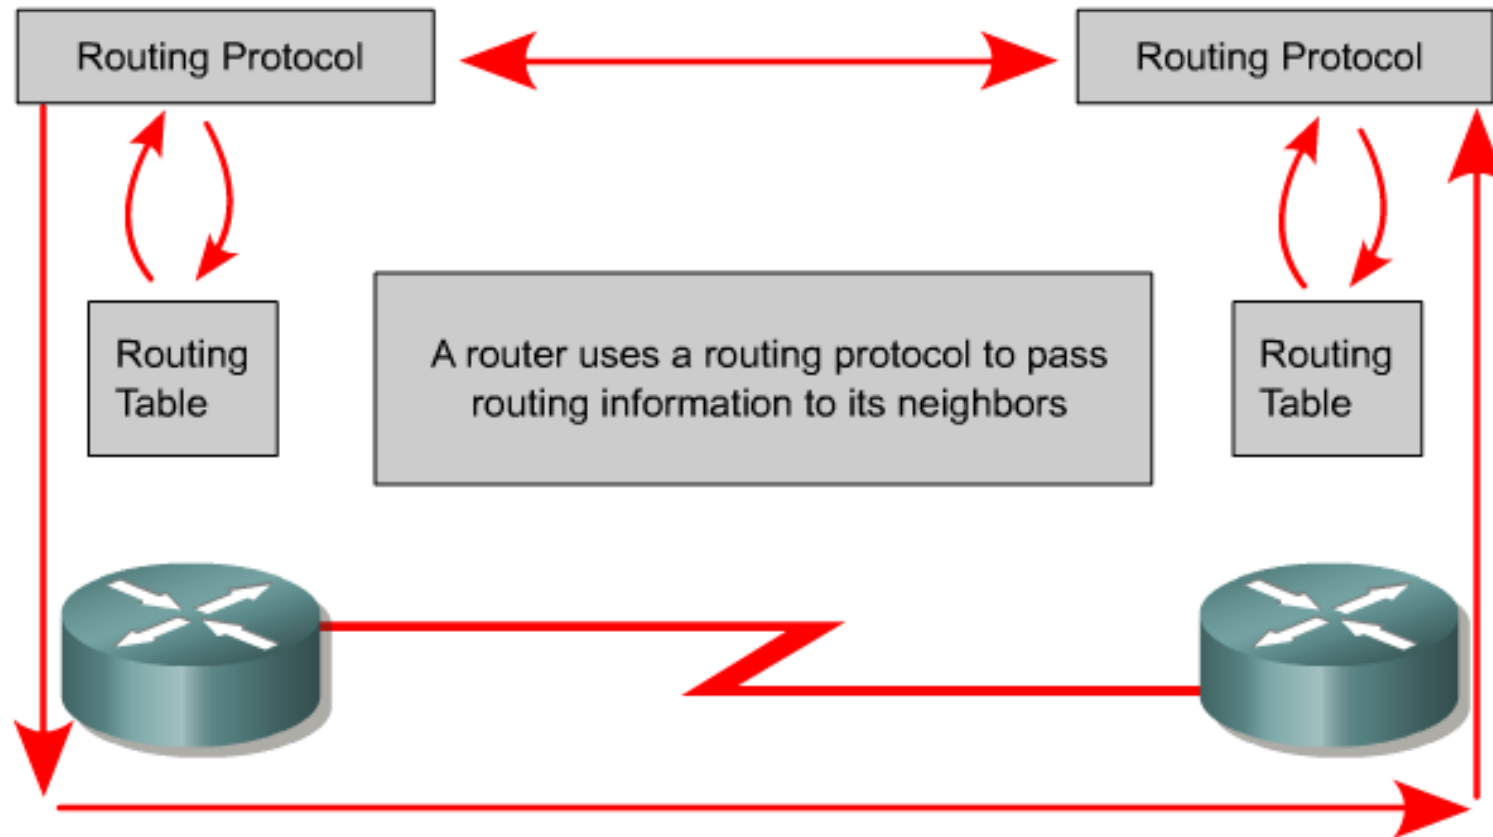 Routing Protocol
Routing Protocol
Routing
Table
A router uses a routing protocol to pass
routing information to its neighbors
Routing
Table